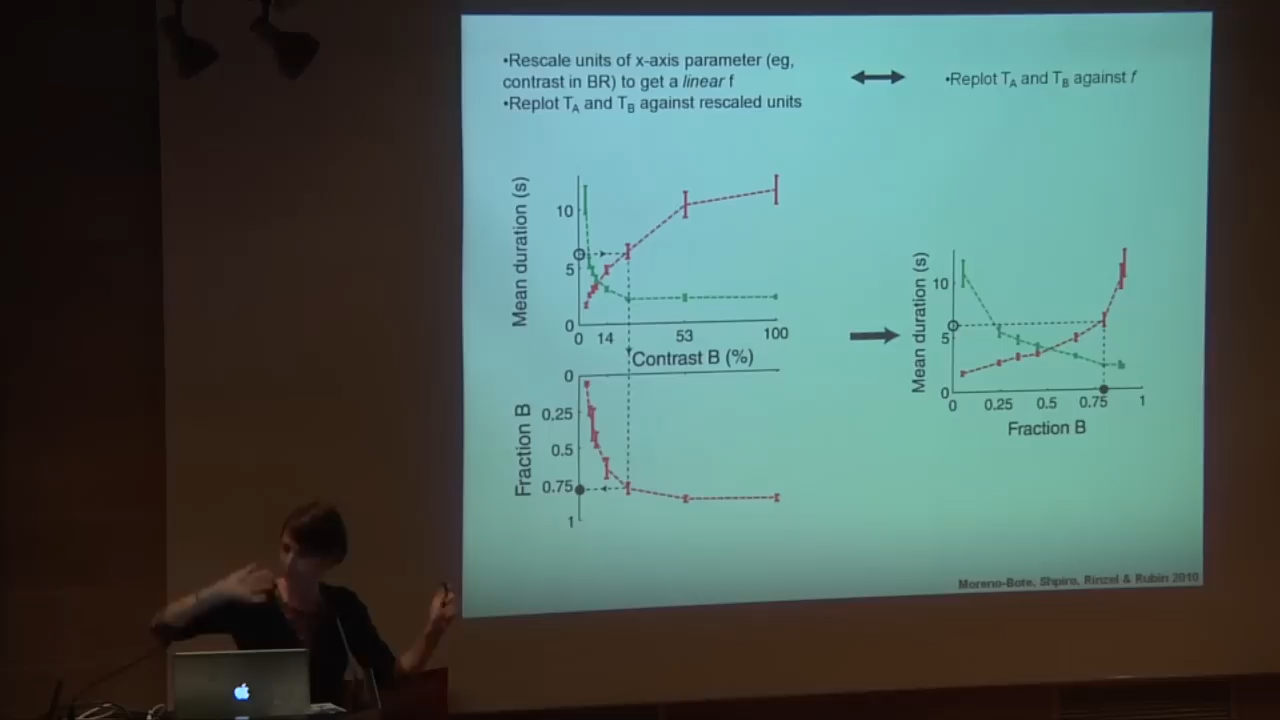 •Rescale units of x-axis parameter (eg,
contrast in BR) to get a linear f
•Replot TA and TB against rescaled units
•Replot TA and TB against f
Mean duration (s)
10
5
0
0 14 53 100
Contrast B (%)
Fraction B
0
0,25
0.5
0.75
1
Mean duration (s)
10
5
0
0 0.25 0.5 0.75 1
Fraction B
Moreno-Bote, Shpiro, Rinzel & Rubin 2010